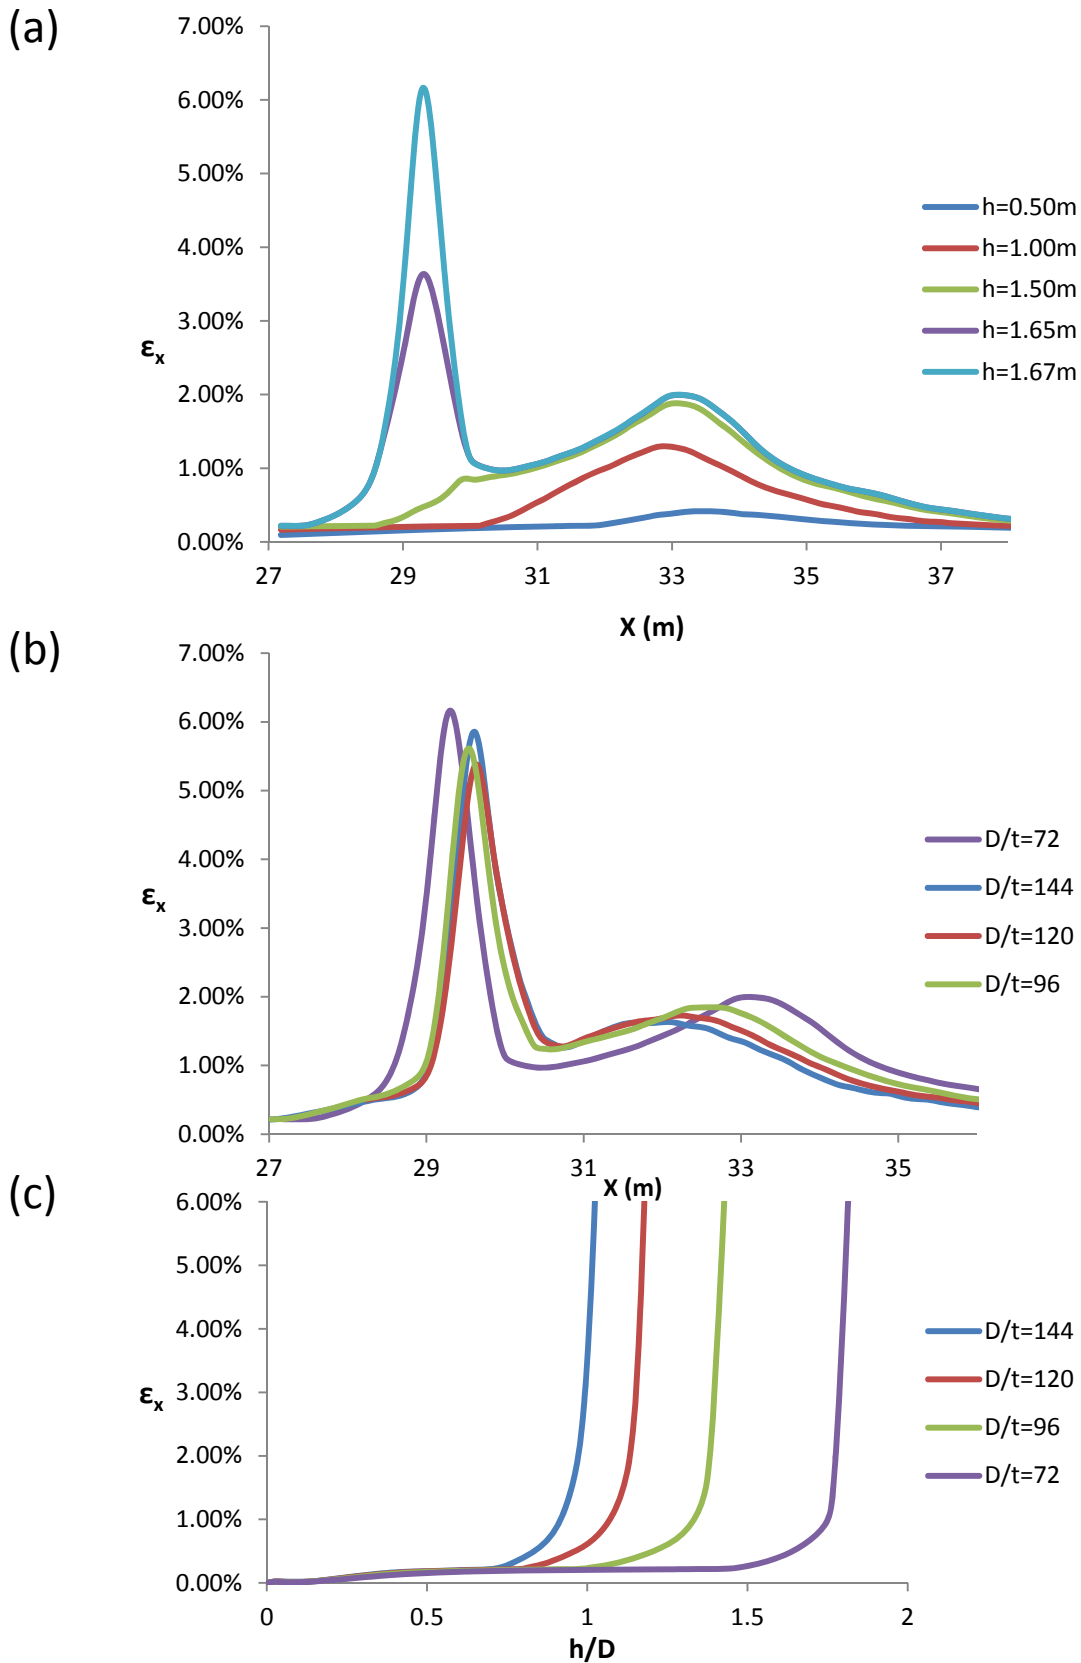 (a)
7.00%
6.00%
5.00%
4.00%
3.00%
2.00%
1.00%
0.00%
εx
27 29 31 33 35 37
X (m)
h=0.50m
h=1.00m
h=1.50m
h=1.65m
h=1.67m
(b)
7.00%
6.00%
5.00%
4.00%
3.00%
2.00%
1.00%
0.00%
εx
27 29 31 33 35
X (m)
D/t=72
D/t=144
D/t=120
D/t=96
(c)
6.00%
5.00%
4.00%
3.00%
2.00%
1.00%
0.00%
εx
0 0.5 1 1.5 2
h/D
D/t=144
D/t=120
D/t=96
D/t=72